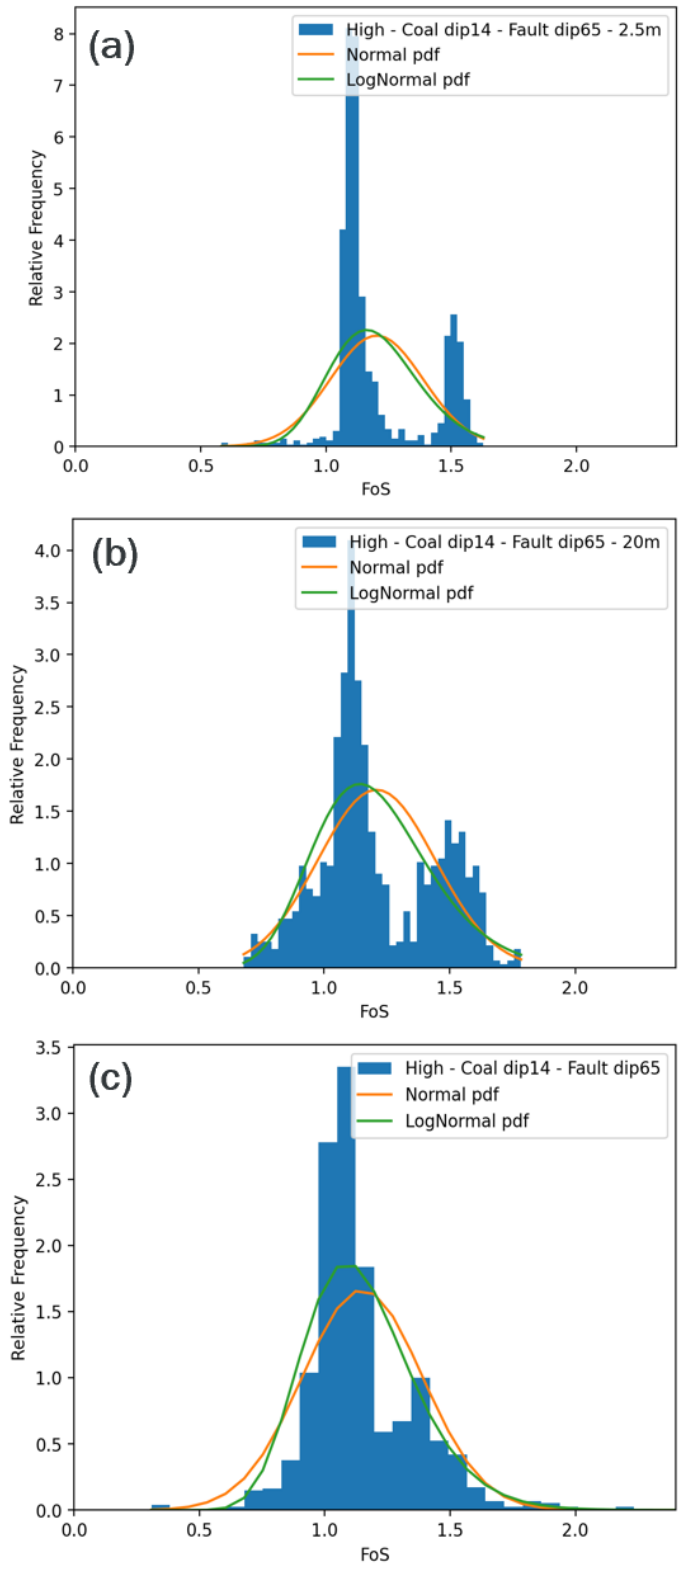 (a)
High - Coal dip14 - Fault dip65 - 2.5m
Normal pdf
LogNormal pdf
Relative Frequency
8
7
6
5
4
3
2
1
0
0.0 0.5 1.0 1.5 2.0
FoS
(b)
High - Coal dip14 - Fault dip65 - 20m
Normal pdf
LogNormal pdf
Relative Frequency
4.0
3.5
3.0
2.5
2.0
1.5
1.0
0.5
0.0
0.0 0.5 1.0 1.5 2.0
FoS
(c)
High - Coal dip14 - Fault dip65
Normal pdf
LogNormal pdf
Relative Frequency
3.5
3.0
2.5
2.0
1.5
1.0
0.5
0.0
0.0 0.5 1.0 1.5 2.0
FoS